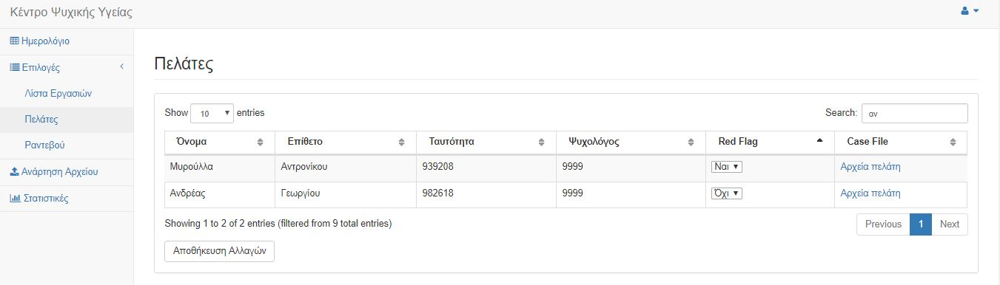 Κέντρο Ψυχικής Υγείας
Ημερολόγιο
Επιλογές
Λίστα Εργασιών
Πελάτες
Ραντεβού
Ανάρτηση Αρχείου
Στατιστικές
Πελάτες
Show 10 entries Search: αν
Όνομα Επίθετο Ταυτότητα Ψυχολόγος Red Flag Case File
Μυρούλλα Αντρονίκου 939208 9999 Ναι Αρχεία πελάτη
Ανδρέας Γεωργίου 982618 9999 Όχι Αρχεία πελάτη
Showing 1 to 2 of 2 entries (filtered from 9 total entries) Previous 1 Next
Αποθήκευση Αλλαγών